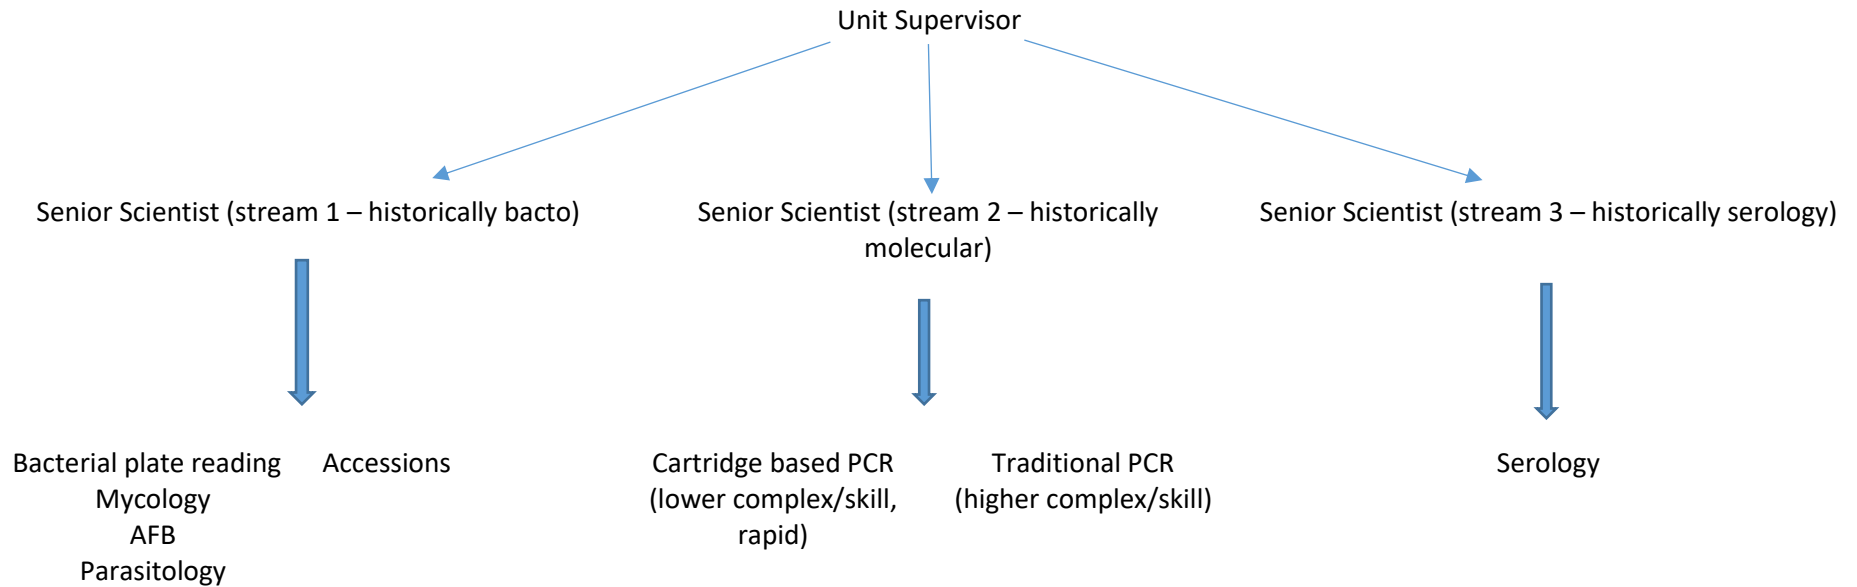 Unit Supervisor
Senior Scientist (stream 1 – historically bacto)
Senior Scientist (stream 2 – historically
molecular)
Senior Scientist (stream 3 – historically serology)
Bacterial plate reading
Mycology
AFB
Parasitology
Accessions
Cartridge based PCR
(lower complex/skill,
rapid)
Traditional PCR
(higher complex/skill)
Serology